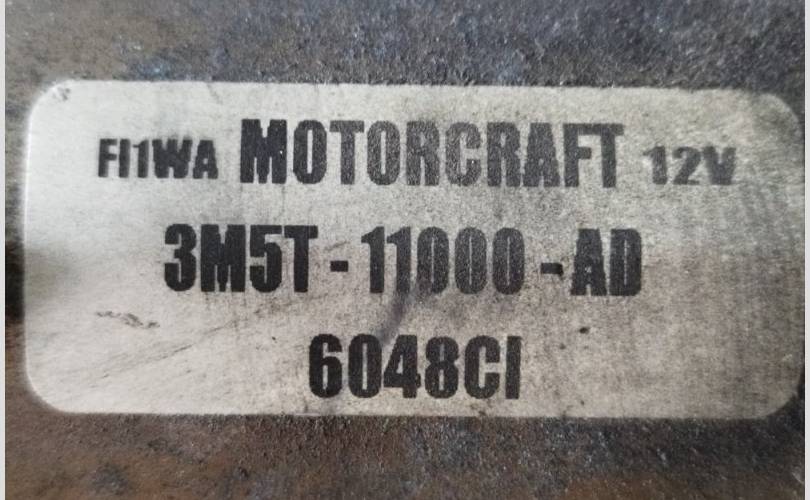 FI1WA MOTORCRAFT 12V
3M5T-11000-AD
6048CI